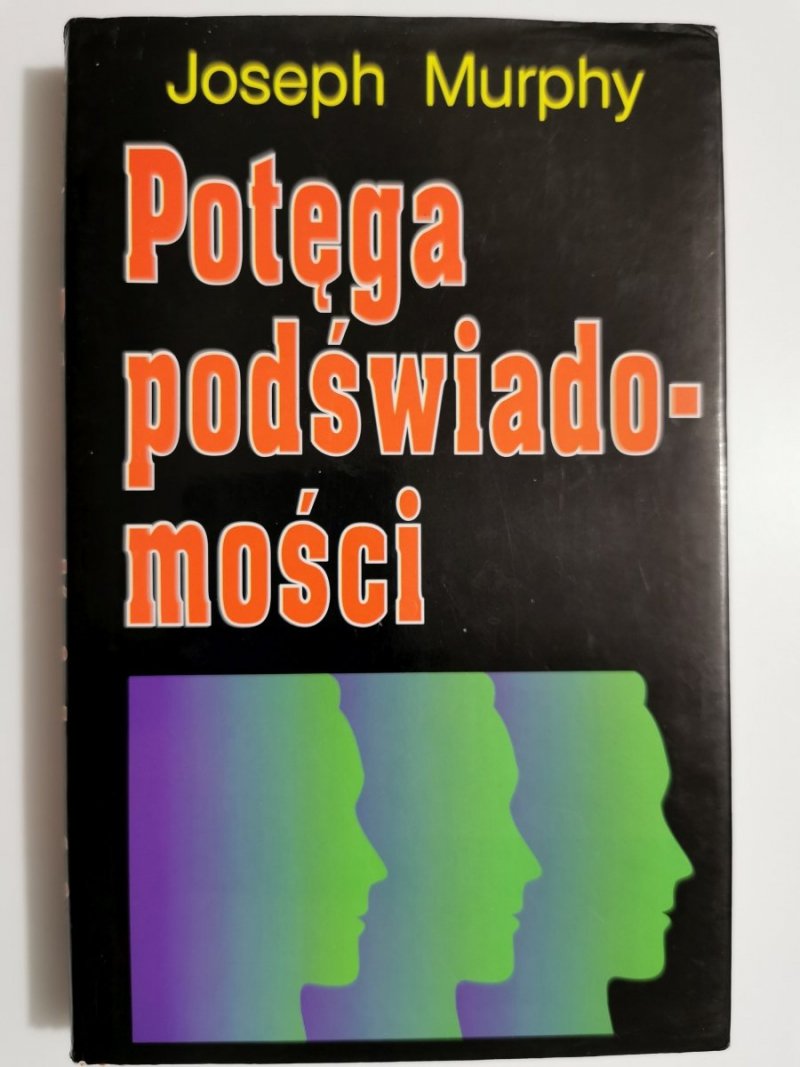 Joseph Murphy
Potęga
podświado-
mości